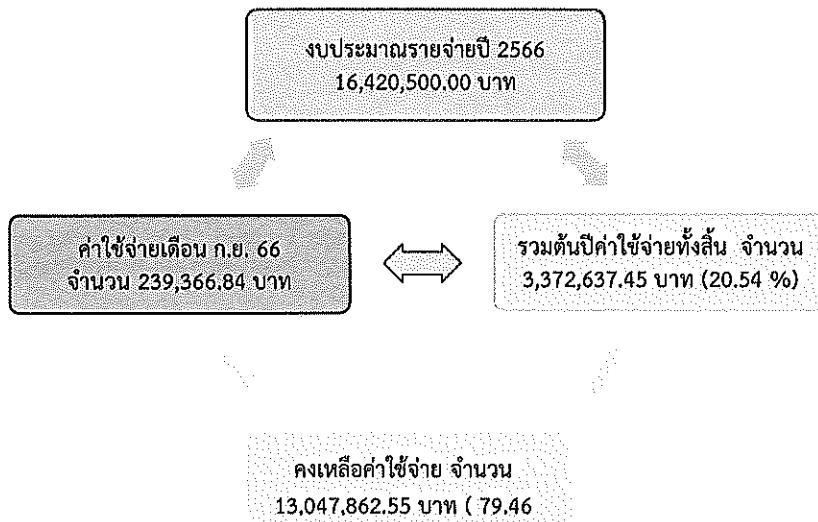 งบประมาณรายจ่ายปี 2566
16,420,500.00 บาท
ค่าใช้จ่ายเดือน ก.ย. 66
จำนวน 239,366.84 บาท
รวมต้นปีค่าใช้จ่ายทั้งสิ้น จำนวน
3,372,637.45 บาท (20.54 %)
คงเหลือค่าใช้จ่าย จำนวน
13,047,862.55 บาท ( 79.46